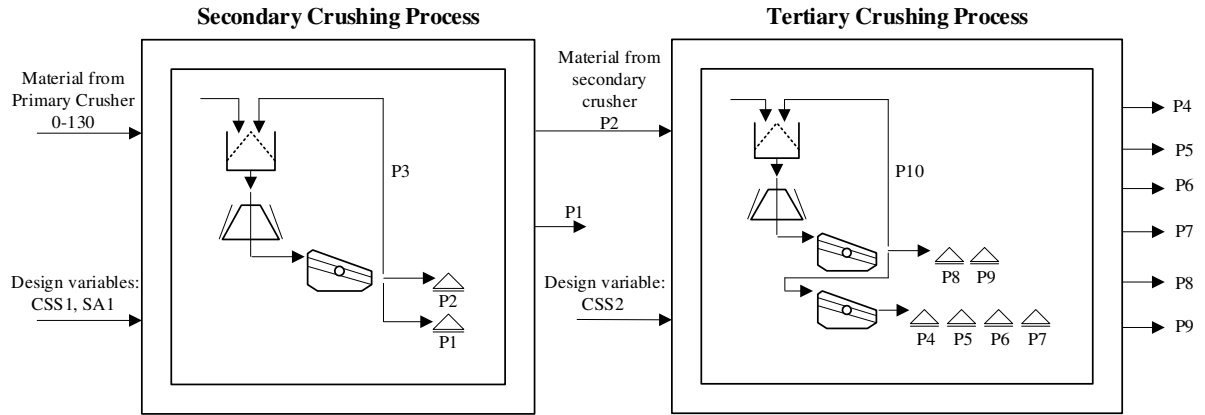 Secondary Crushing Process
Tertiary Crushing Process
Material from
Primary Crusher
0-130
Design variables:
CSS1, SA1
P3
P2
P1
Material from
secondary
crusher
P2
P1
Design variable:
CSS2
P10
P8 P9
P4 P5 P6 P7
P4
P5
P6
P7
P8
P9